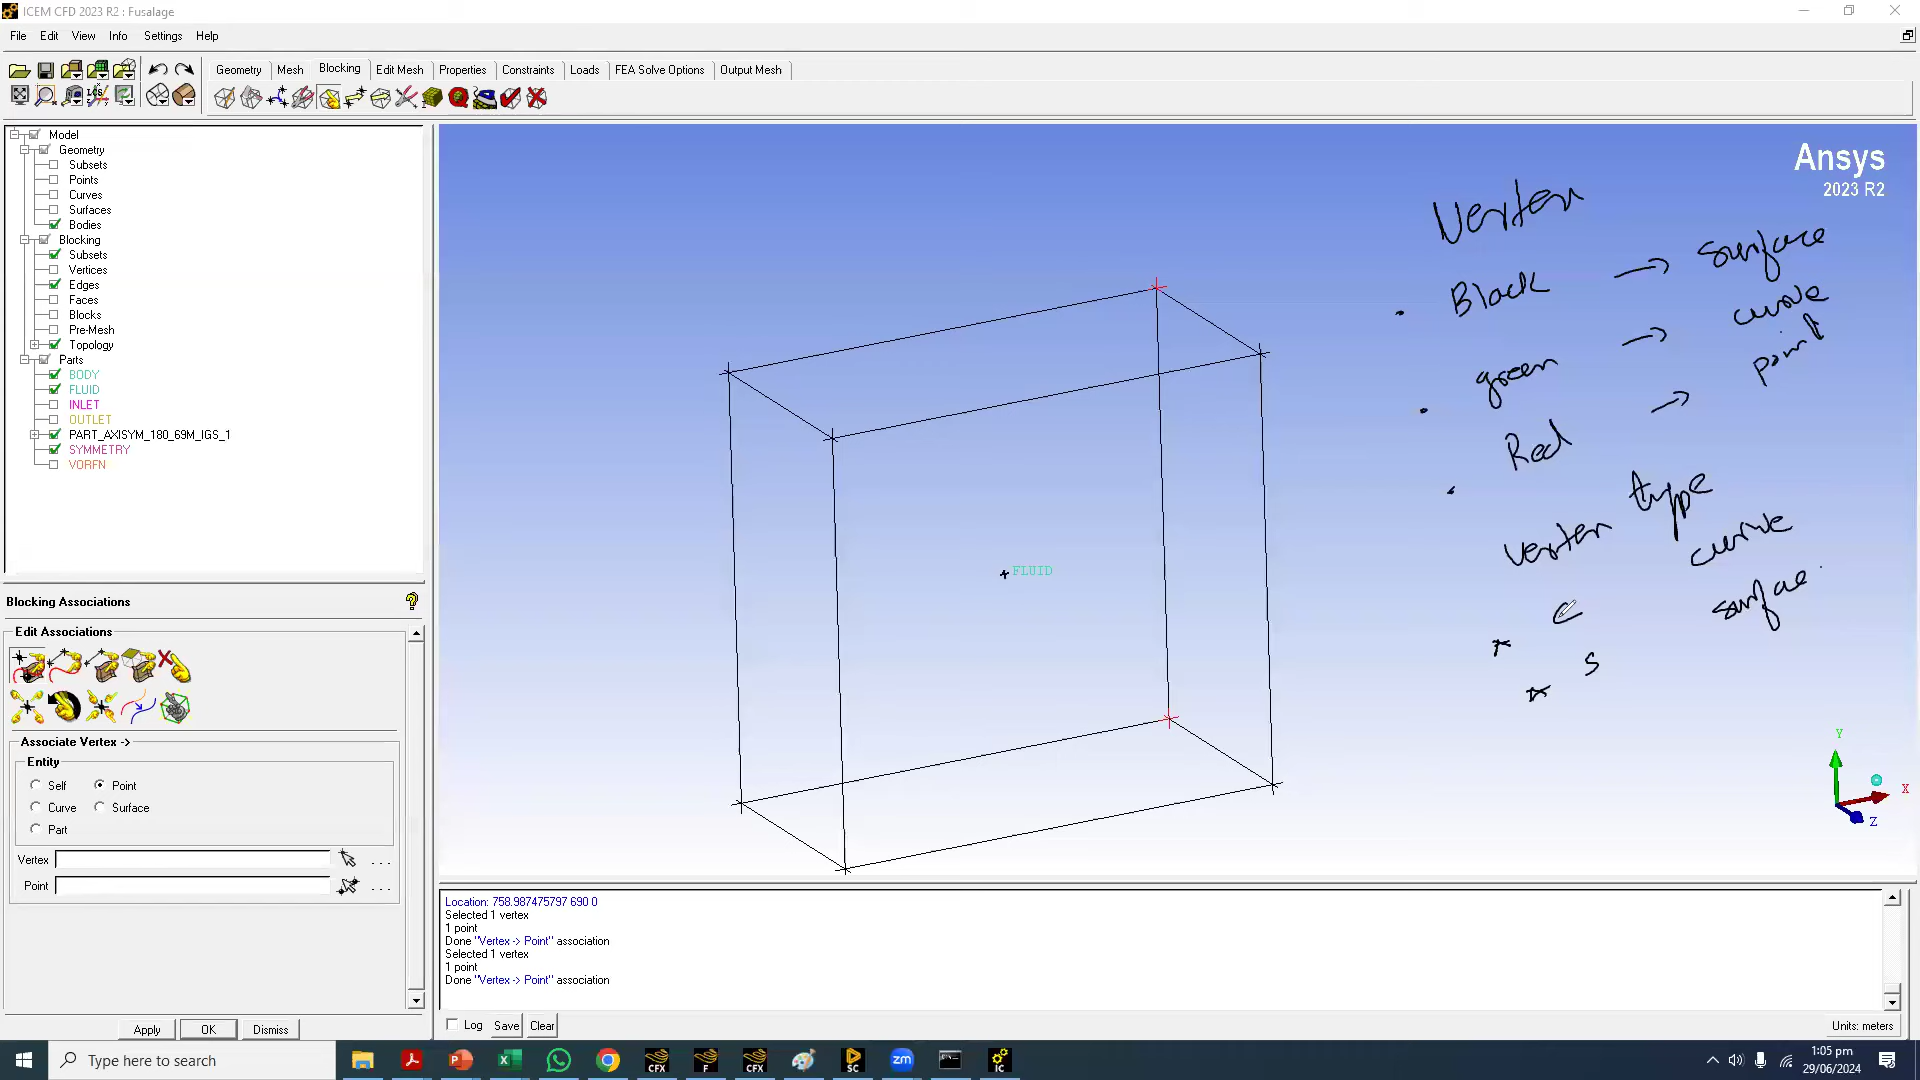 ICEM CFD 2023 R2 : Fusalage
File Edit View Info Settings Help
Geometry Mesh Blocking Edit Mesh Properties Constraints Loads FEA Solve Options Output Mesh
Model
Geometry
Subsets
Points
Curves
Surfaces
Bodies
Blocking
Subsets
Vertices
Edges
Faces
Blocks
Pre-Mesh
Topology
Parts
BODY
FLUID
INLET
OUTLET
PART_AXISYM_180_69M_IGS_1
SYMMETRY
VORFN
Blocking Associations
Edit Associations
Associate Vertex ->
Entity
Self Point
Curve Surface
Part
Vertex
Point
Apply OK Dismiss
Ansys
2023 R2
FLUID
Vertex
Black → surface
green → curve
Red → point
vertex type
c curve
s surface
Y
X
Z
Location: 758.987475797 690 0
Selected 1 vertex
1 point
Done "Vertex -> Point" association
Selected 1 vertex
1 point
Done "Vertex -> Point" association
Log Save Clear
Units: meters
Type here to search
CFX
F
CFX
SC
zm
IC
1:05 pm
29/06/2024